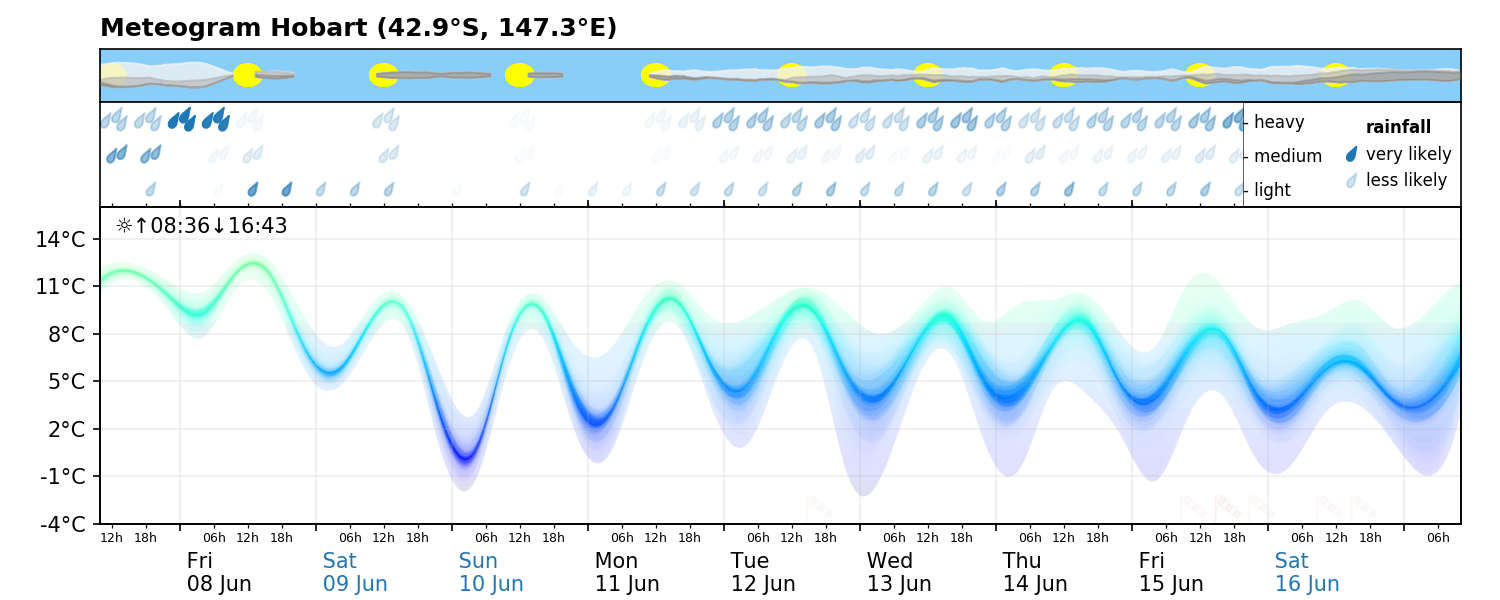 Meteogram Hobart (42.9°S, 147.3°E)
heavy
medium
light
rainfall
very likely
less likely
☼↑08:36↓16:43
14°C
11°C
8°C
5°C
2°C
-1°C
-4°C
12h 18h 06h 12h 18h 06h 12h 18h 06h 12h 18h 06h 12h 18h 06h 12h 18h 06h 12h 18h 06h 12h 18h 06h 12h 18h 06h 12h 18h 06h
Fri Sat Sun Mon Tue Wed Thu Fri Sat
08 Jun 09 Jun 10 Jun 11 Jun 12 Jun 13 Jun 14 Jun 15 Jun 16 Jun